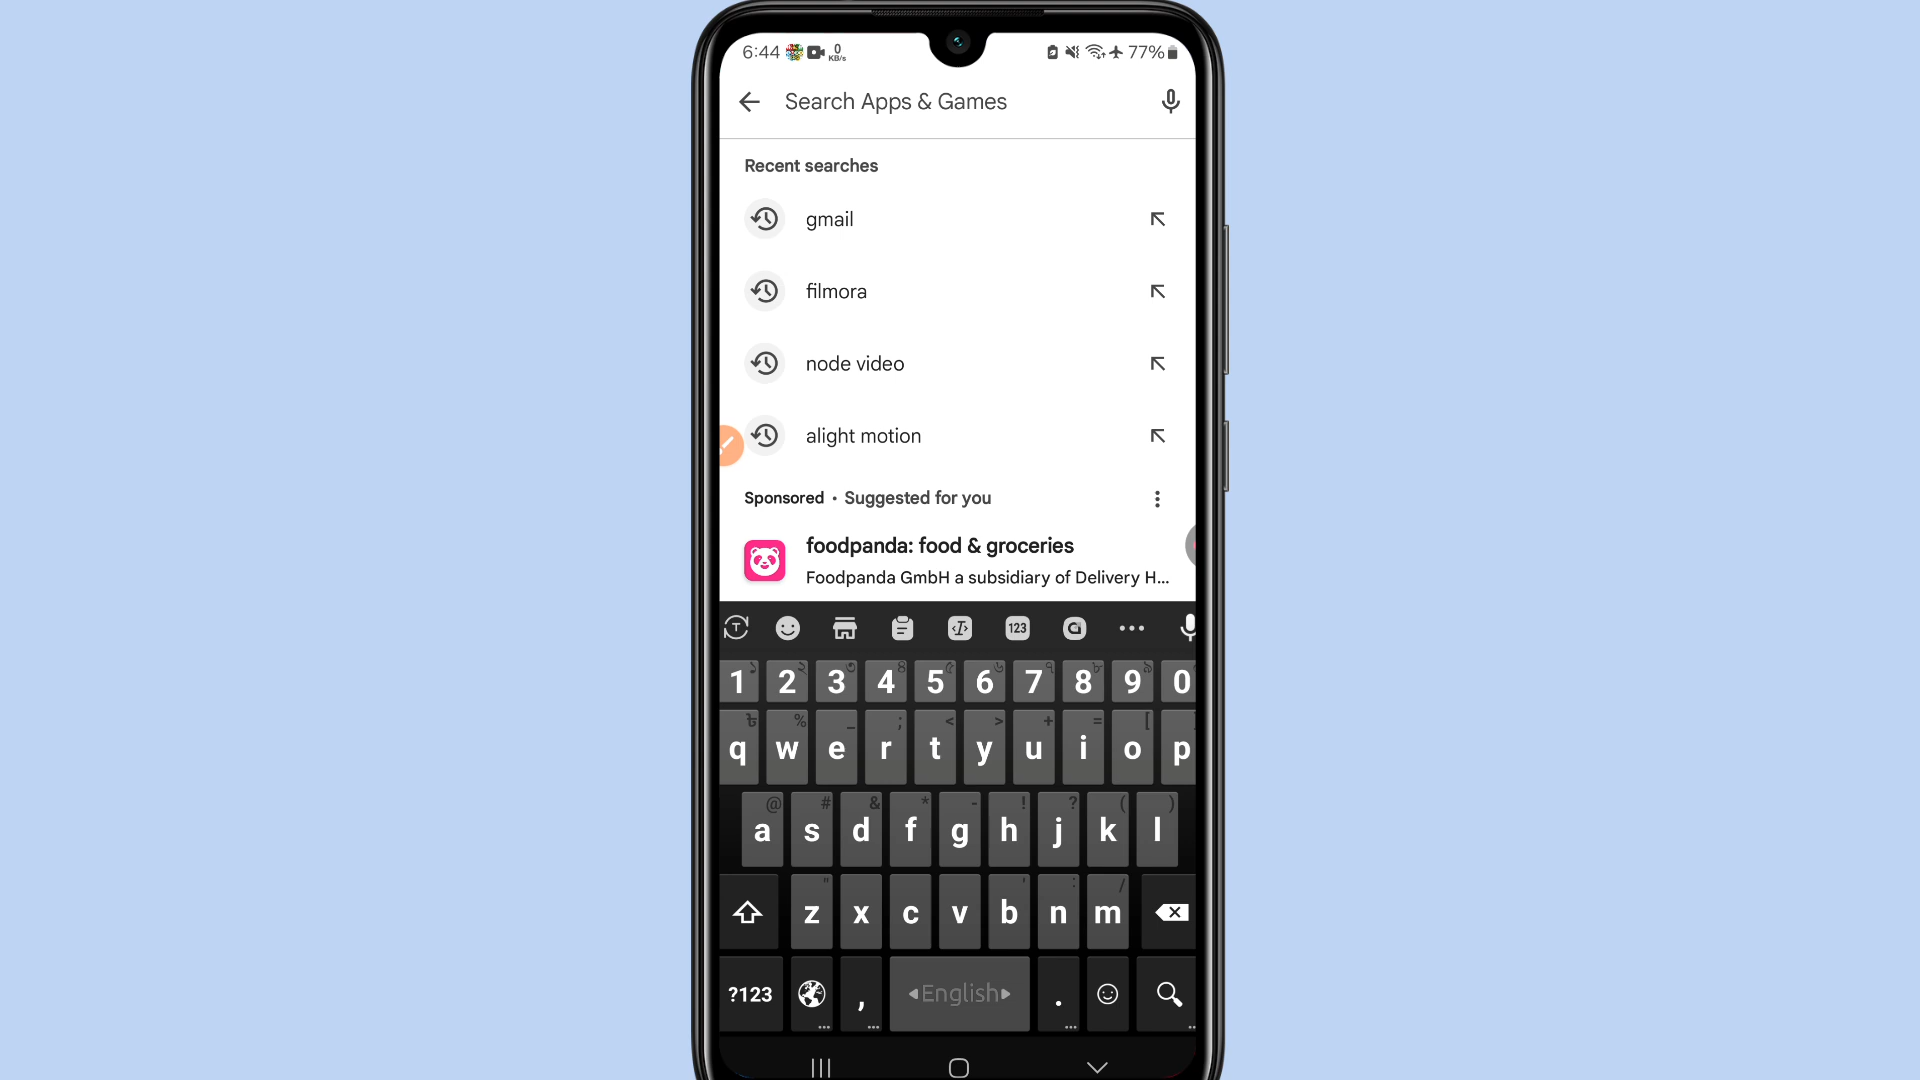 6:44 0 KB/s 77%
Search Apps & Games
Recent searches
gmail
filmora
node video
alight motion
Sponsored • Suggested for you
foodpanda: food & groceries
Foodpanda GmbH a subsidiary of Delivery H...
T 123
1 2 3 4 5 6 7 8 9 0
% _ ; < > + = [
q w e r t y u i o p
@ # & * - ! ? ( )
a s d f g h j k l
" ' : /
z x c v b n m
?123 , English .